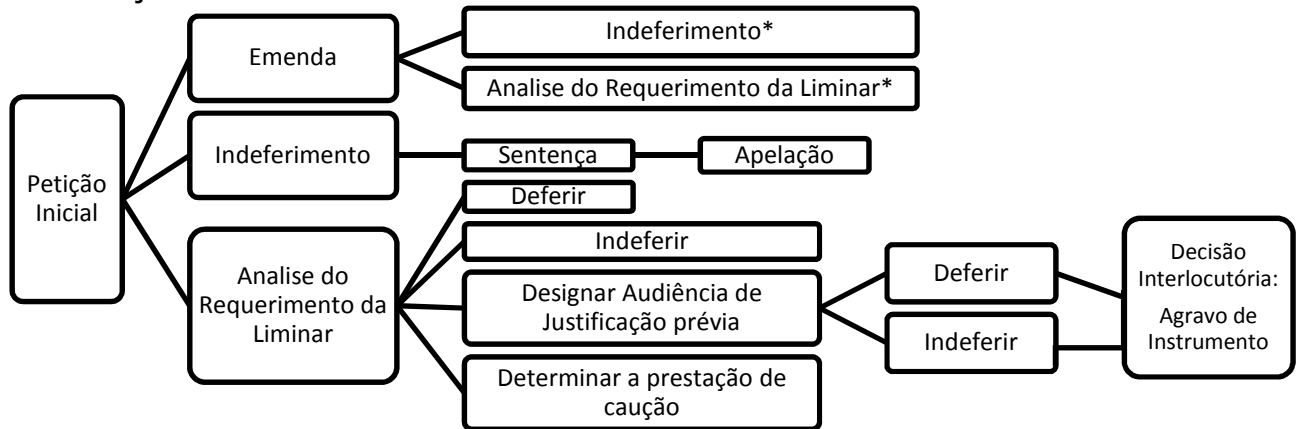 Petição
Inicial
Emenda
Indeferimento*
Analise do Requerimento da Liminar*
Indeferimento
Sentença
Apelação
Analise do
Requerimento da
Liminar
Deferir
Indeferir
Designar Audiência de
Justificação prévia
Deferir
Indeferir
Decisão
Interlocutória:
Agravo de
Instrumento
Determinar a prestação de
caução